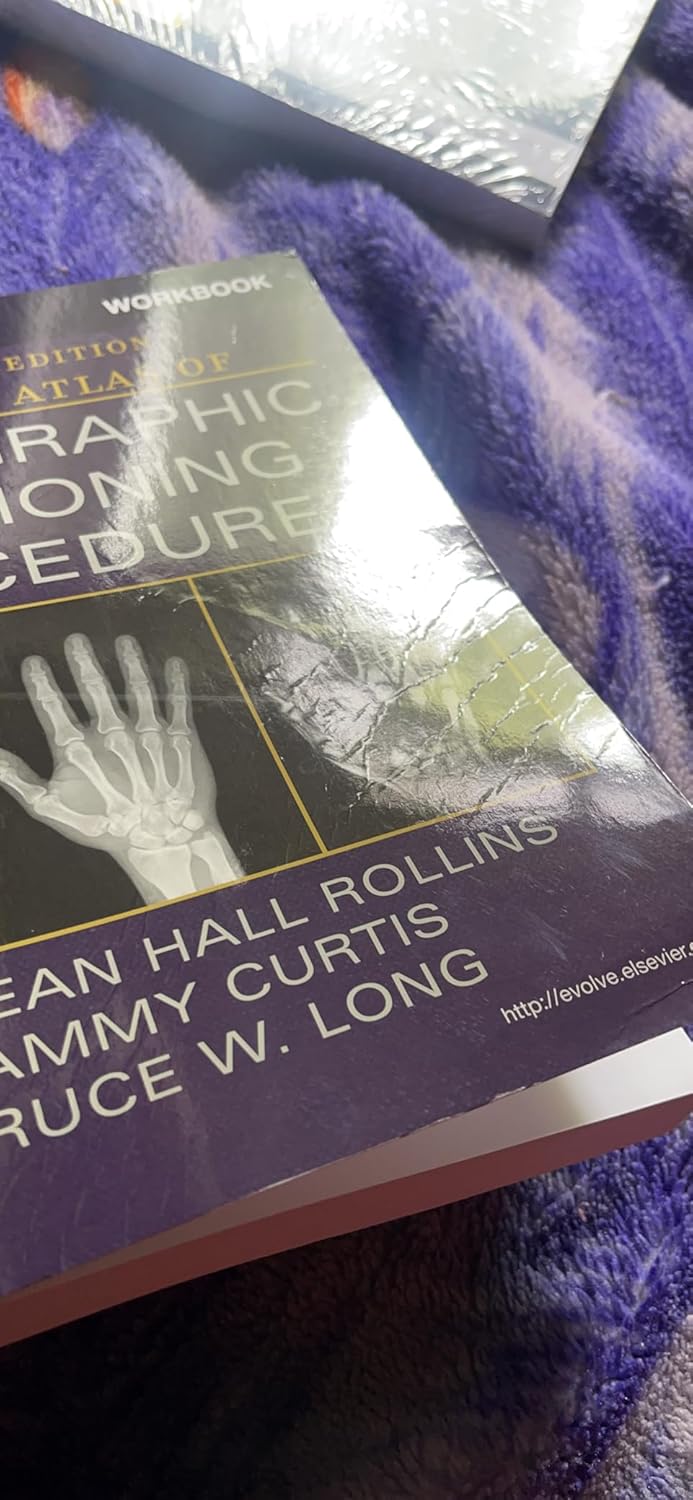 WORKBOOK
EDITION
ATLAS OF
RAPHIC
IONING
CEDURE
EAN HALL ROLLINS
AMMY CURTIS
RUCE W. LONG
http://evolve.elsevier.